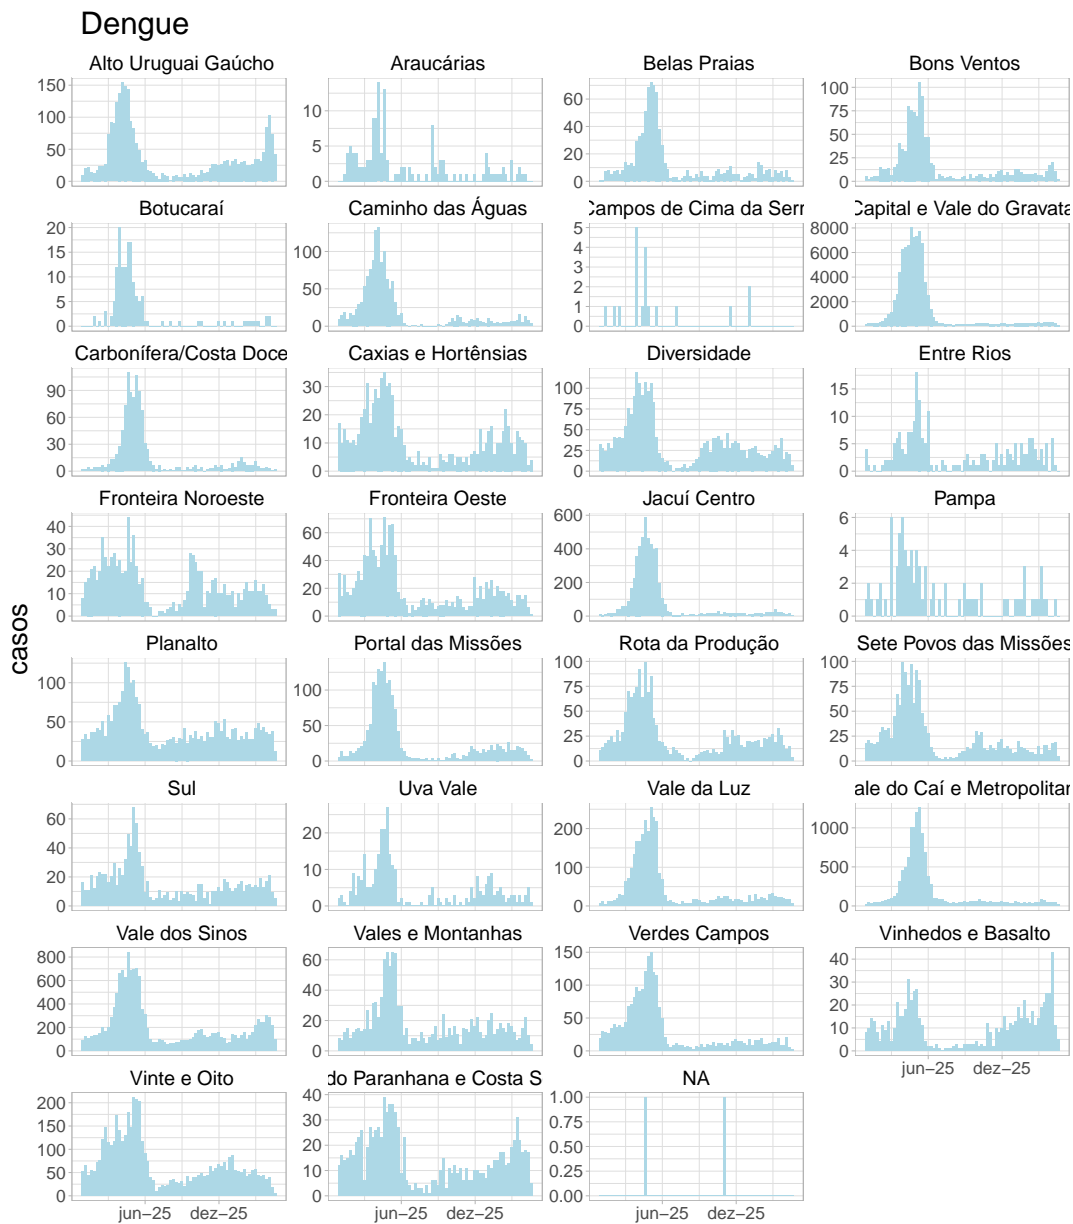 Dengue
Alto Uruguai Gaúcho Araucárias Belas Praias Bons Ventos
150 100 50 0
10 5 0
60 40 20 0
100 75 50 25 0
Botucaraí Caminho das Águas Campos de Cima da Serr Capital e Vale do Gravata
20 15 10 5 0
100 50 0
5 4 3 2 1 0
8000 6000 4000 2000 0
Carbonífera/Costa Doce Caxias e Hortênsias Diversidade Entre Rios
90 60 30 0
30 20 10 0
100 75 50 25 0
15 10 5 0
Fronteira Noroeste Fronteira Oeste Jacuí Centro Pampa
40 30 20 10 0
60 40 20 0
600 400 200 0
6 4 2 0
casos
Planalto Portal das Missões Rota da Produção Sete Povos das Missões
100 50 0
100 50 0
100 75 50 25 0
100 75 50 25 0
Sul Uva Vale Vale da Luz ale do Caí e Metropolitan
60 40 20 0
20 10 0
200 100 0
1000 500 0
Vale dos Sinos Vales e Montanhas Verdes Campos Vinhedos e Basalto
800 600 400 200 0
60 40 20 0
150 100 50 0
40 30 20 10 0
jun−25 dez−25
Vinte e Oito do Paranhana e Costa S NA
200 150 100 50 0
40 30 20 10 0
1.00 0.75 0.50 0.25 0.00
jun−25 dez−25 jun−25 dez−25 jun−25 dez−25